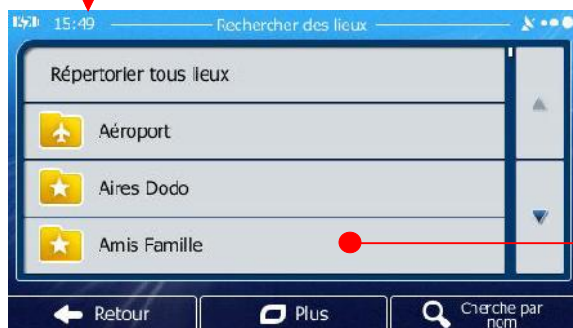 15:49
Rechercher des lieux
Répertorier tous lieux
Aéroport
Aires Dodo
Amis Famille
Retour
Plus
Cherche par
nom